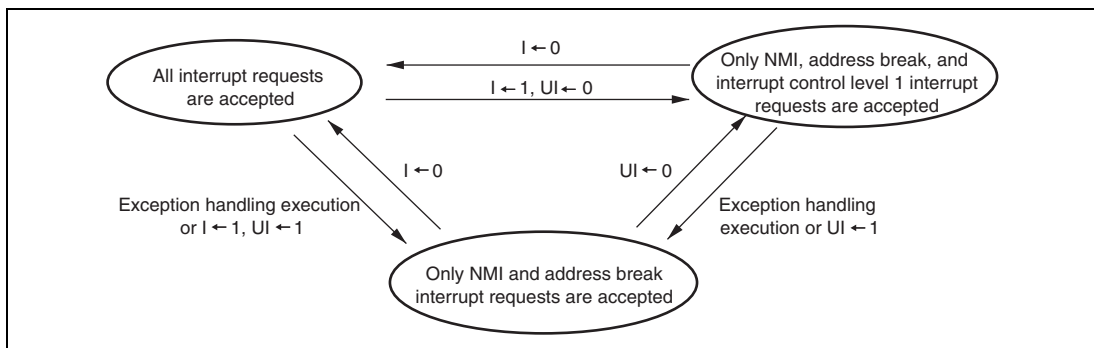 I ← 0
All interrupt requests
are accepted
Only NMI, address break, and
interrupt control level 1 interrupt
requests are accepted
I ← 1, UI ← 0
I ← 0
UI ← 0
Exception handling execution
or I ← 1, UI ← 1
Exception handling
execution or UI ← 1
Only NMI and address break
interrupt requests are accepted